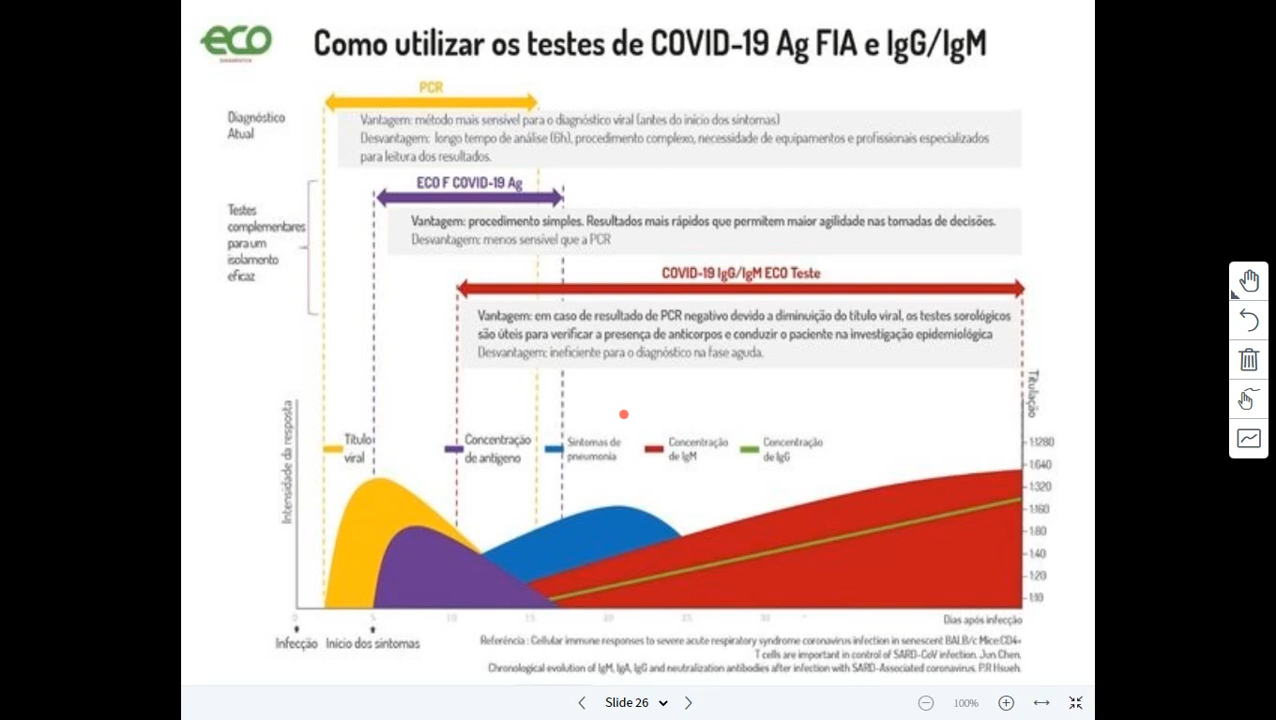 eco
Como utilizar os testes de COVID-19 Ag FIA e IgG/IgM
PCR
Diagnóstico
Atual
Vantagem: método mais sensível para o diagnóstico viral (antes do início dos sintomas)
Desvantagem: longo tempo de análise (6h), procedimento complexo, necessidade de equipamentos e profissionais especializados
para leitura dos resultados.
ECO F COVID-19 Ag
Testes
complementares
para um
isolamento
eficaz
Vantagem: procedimento simples. Resultados mais rápidos que permitem maior agilidade nas tomadas de decisões.
Desvantagem: menos sensível que a PCR
COVID-19 IgG/IgM ECO Teste
Vantagem: em caso de resultado de PCR negativo devido a diminuição do título viral, os testes sorológicos
são úteis para verificar a presença de anticorpos e conduzir o paciente na investigação epidemiológica
Desvantagem: ineficiente para o diagnóstico na fase aguda.
Intensidade da resposta
Titulação
Título
viral
Concentração
de antígeno
Sintomas de
pneumonia
Concentração
de IgM
Concentração
de IgG
1:1280
1:640
1:320
1:160
1:80
1:40
1:20
1:10
0 5 10 15 20 25 30
Dias após infecção
Infecção
Início dos sintomas
Referência : Cellular immune responses to severe acute respiratory syndrome coronavirus infection in senescent BALB/c Mice:CD4+
T cells are important in control of SARD-CoV infection. Jun Chen.
Chronological evolution of IgM, IgA, IgG and neutralization antibodies after infection with SARD-Associated coronavirus. P.R Hsueh.
Slide 26
100%